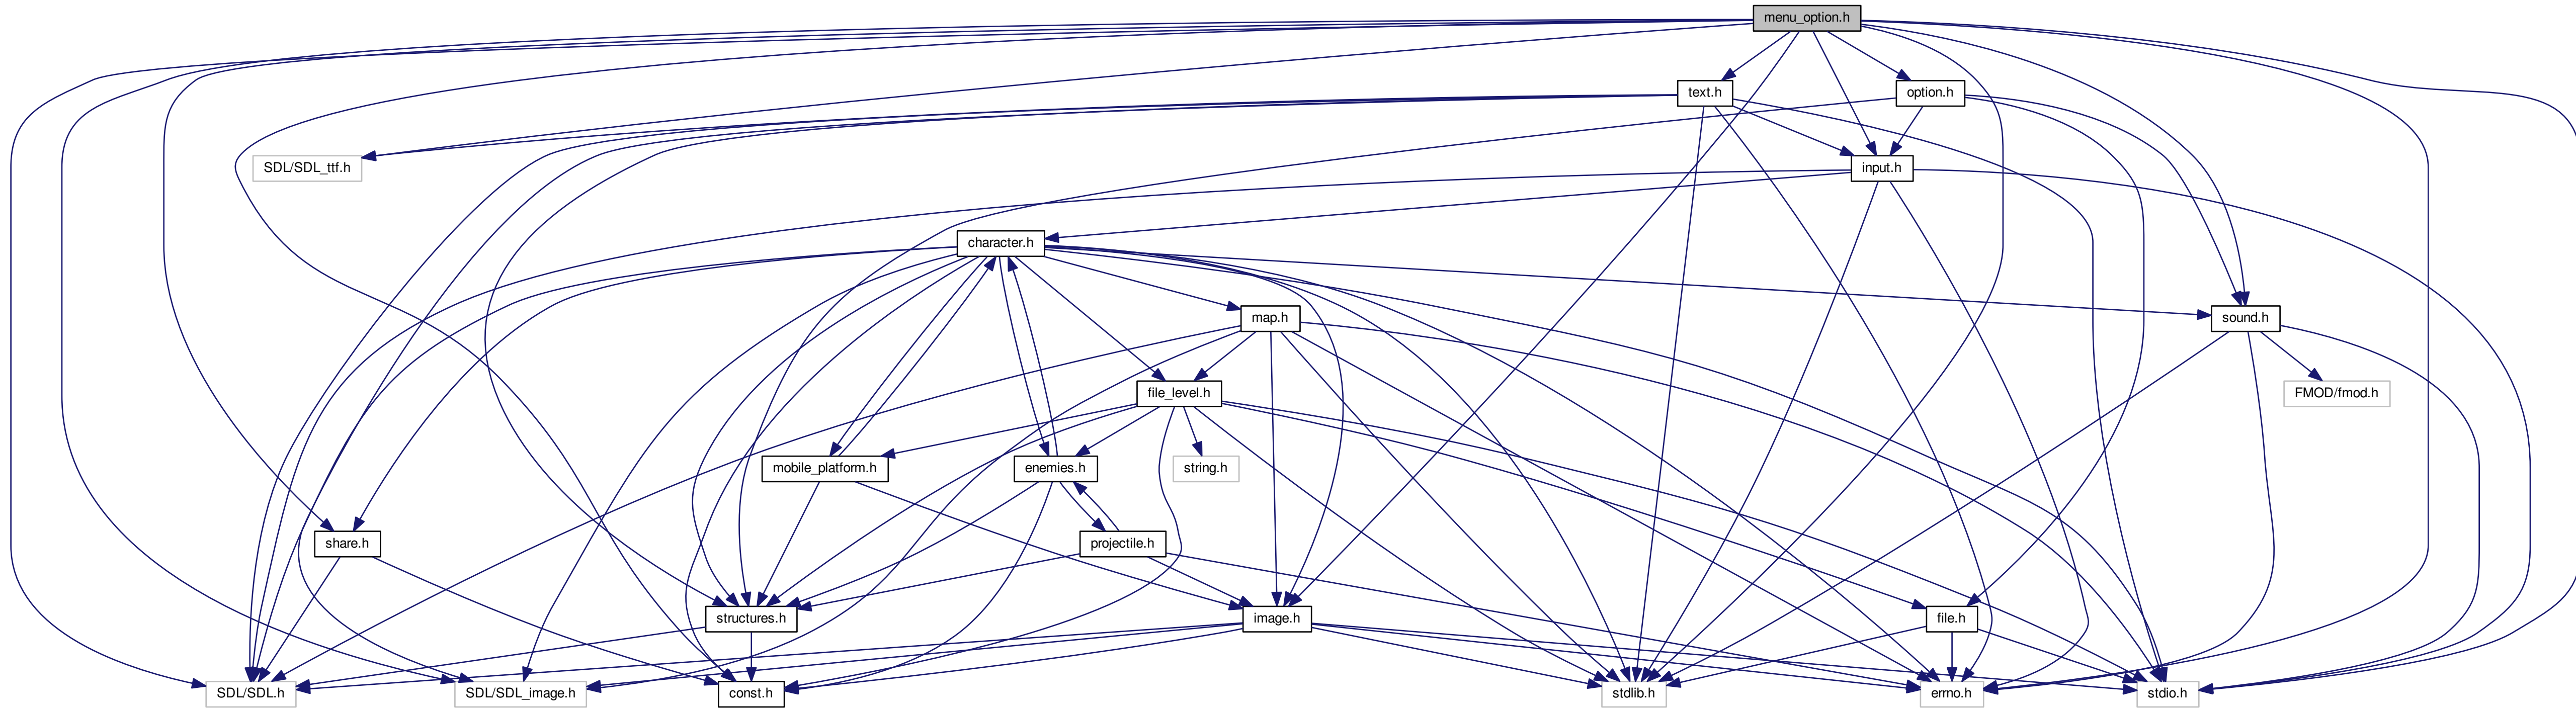 menu_option.h
text.h
option.h
SDL/SDL_ttf.h
input.h
character.h
map.h
sound.h
file_level.h
FMOD/fmod.h
mobile_platform.h
enemies.h
string.h
share.h
projectile.h
structures.h
image.h
file.h
SDL/SDL.h
SDL/SDL_image.h
const.h
stdlib.h
errno.h
stdio.h